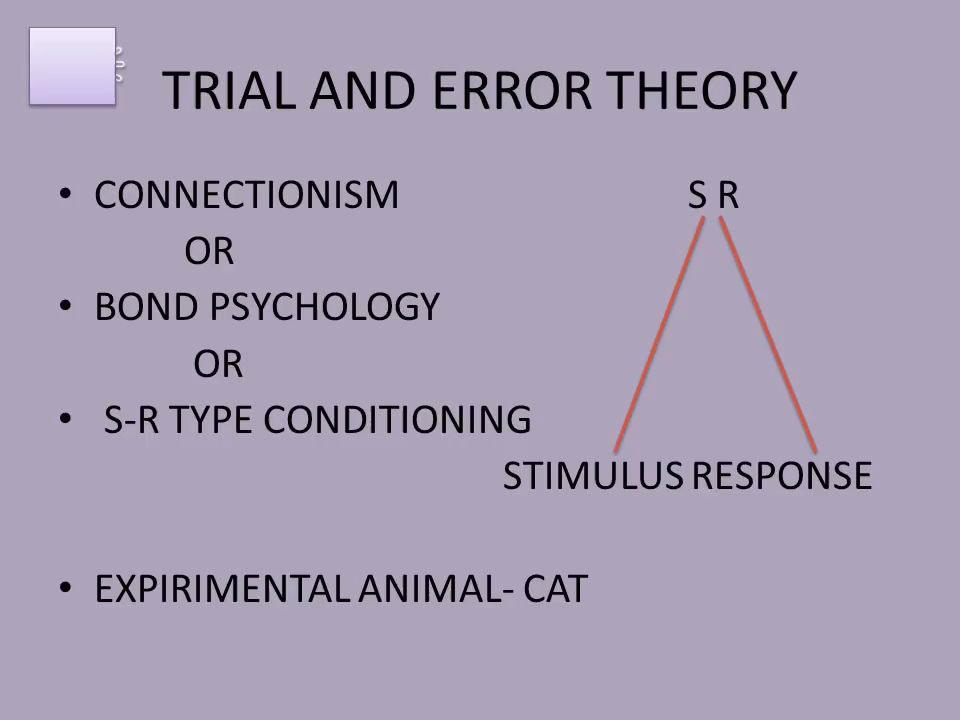 TRIAL AND ERROR THEORY
• CONNECTIONISM
S R
OR
• BOND PSYCHOLOGY
OR
• S-R TYPE CONDITIONING
STIMULUS RESPONSE
• EXPIRIMENTAL ANIMAL- CAT